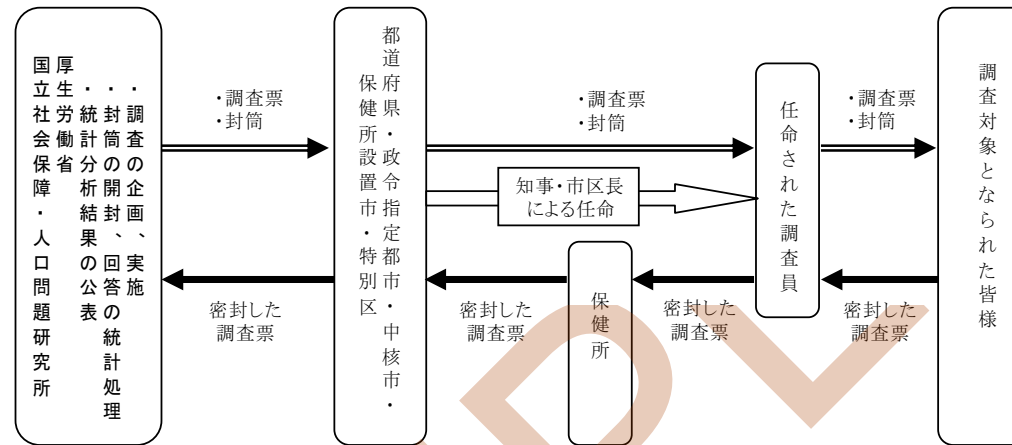 厚生労働省
国立社会保障・人口問題研究所
・調査の企画、実施
・封筒の開封、回答の統計処理
・統計分析結果の公表
・調査票
・封筒
都道府県・政令指定都市・中核市・
保健所設置市・特別区
・調査票
・封筒
知事・市区長
による任命
任命された調査員
・調査票
・封筒
調査対象となられた皆様
密封した
調査票
密封した
調査票
保健所
密封した
調査票
密封した
調査票